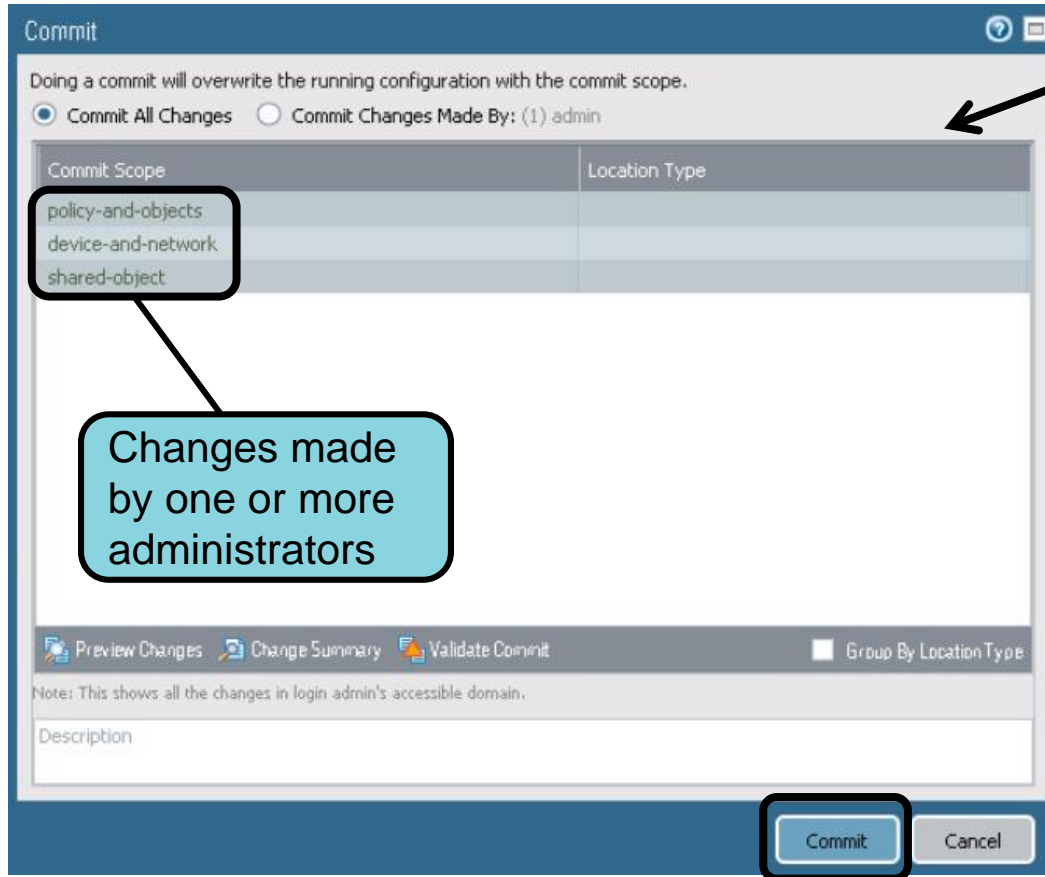 Commit
Doing a commit will overwrite the running configuration with the commit scope.
Commit All Changes Commit Changes Made By: (1) admin
Commit Scope Location Type
policy-and-objects
device-and-network
shared-object
Changes made
by one or more
administrators
Preview Changes Change Summary Validate Commit Group By Location Type
Note: This shows all the changes in login admin's accessible domain.
Description
Commit Cancel